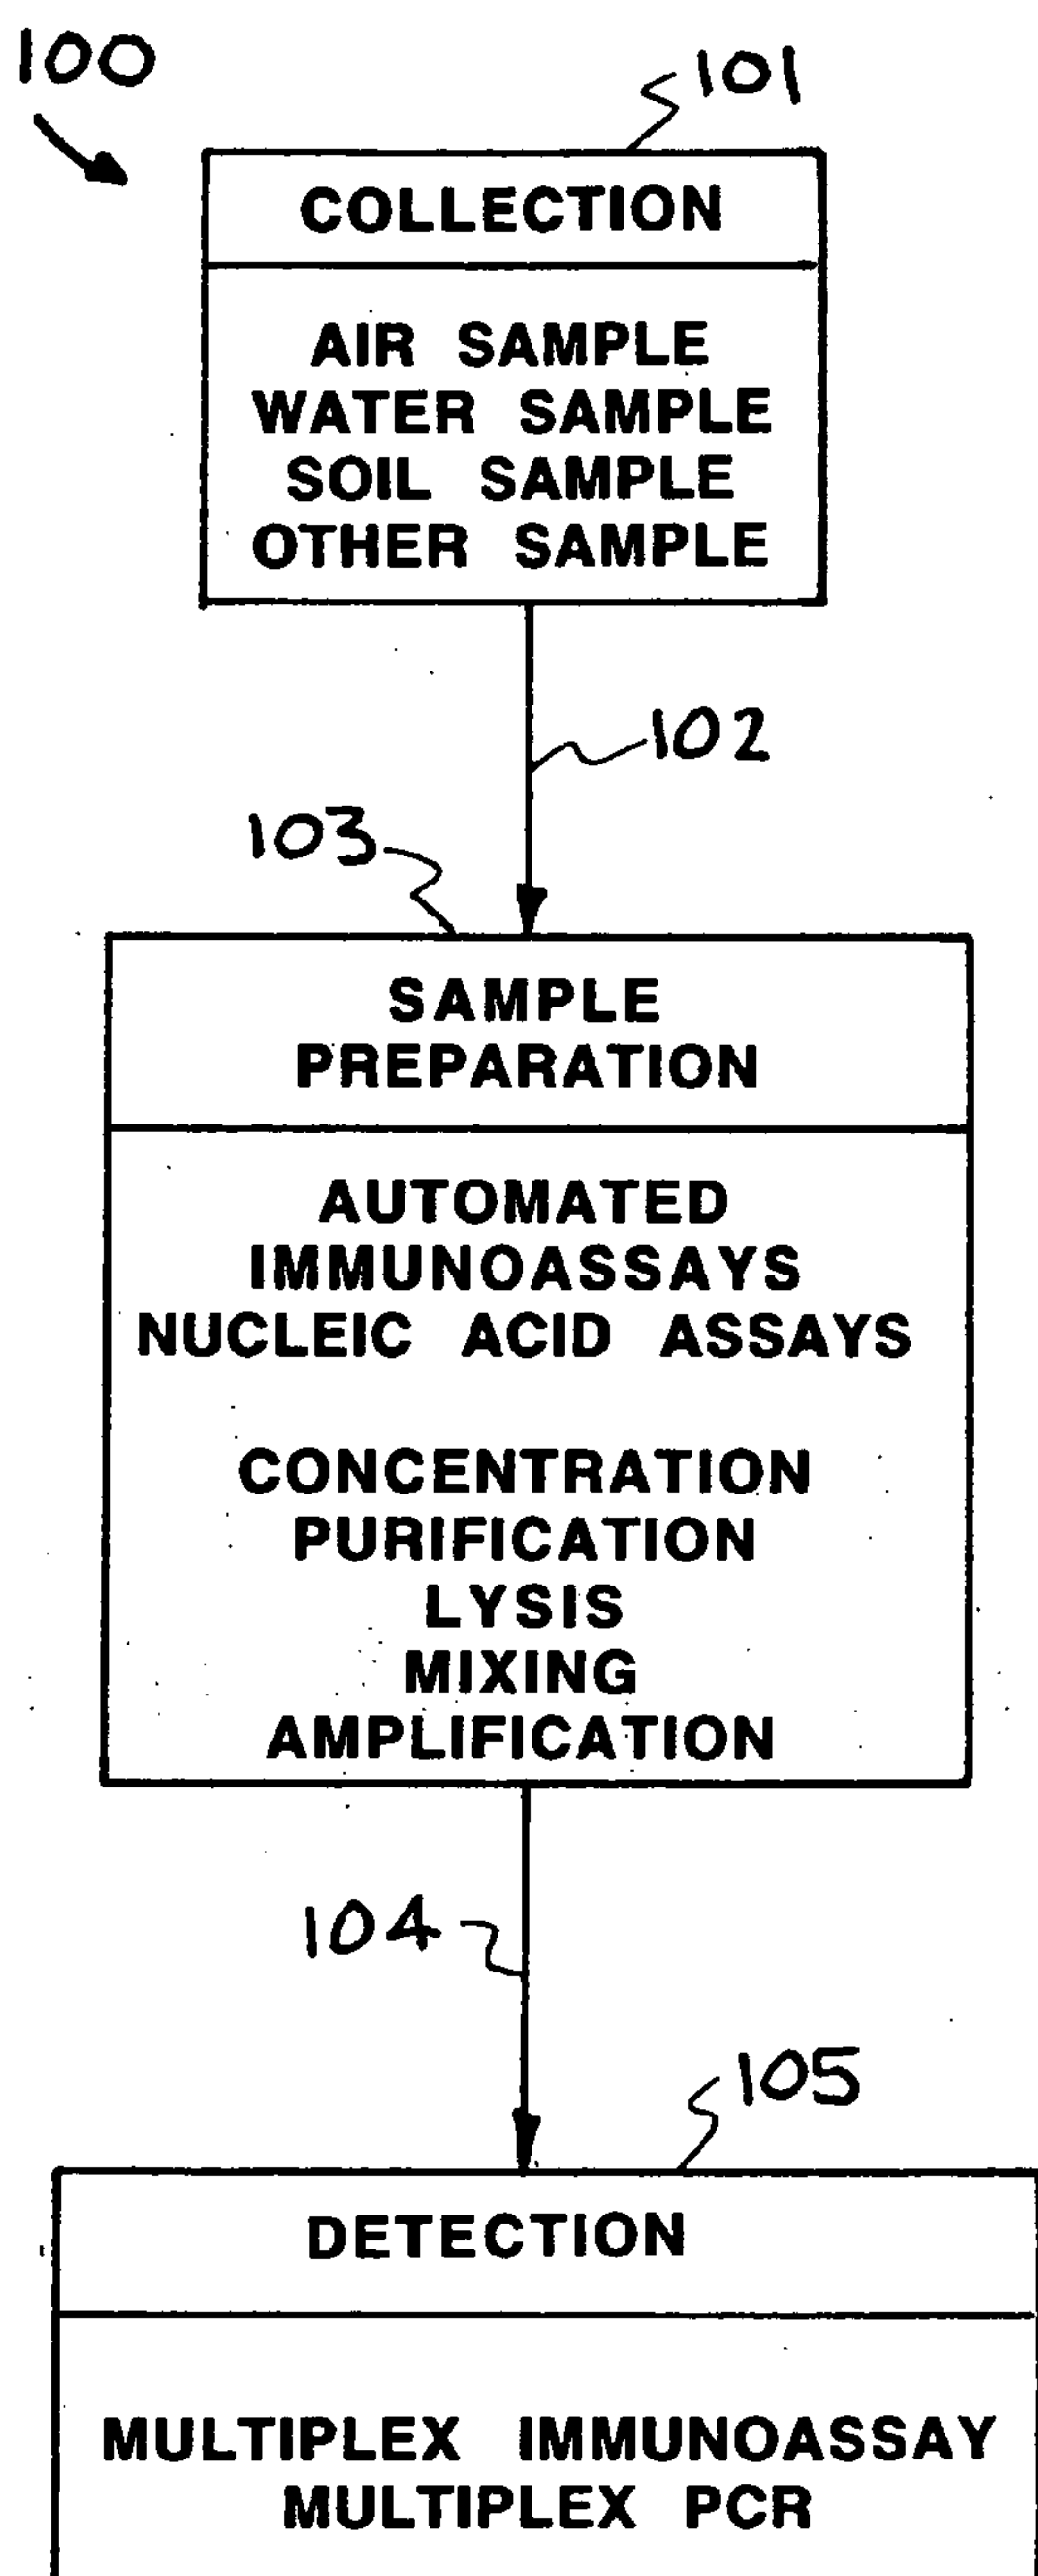 100
101
COLLECTION
AIR SAMPLE
WATER SAMPLE
SOIL SAMPLE
OTHER SAMPLE
102
103
SAMPLE
PREPARATION
AUTOMATED
IMMUNOASSAYS
NUCLEIC ACID ASSAYS
CONCENTRATION
PURIFICATION
LYSIS
MIXING
AMPLIFICATION
104
105
DETECTION
MULTIPLEX IMMUNOASSAY
MULTIPLEX PCR